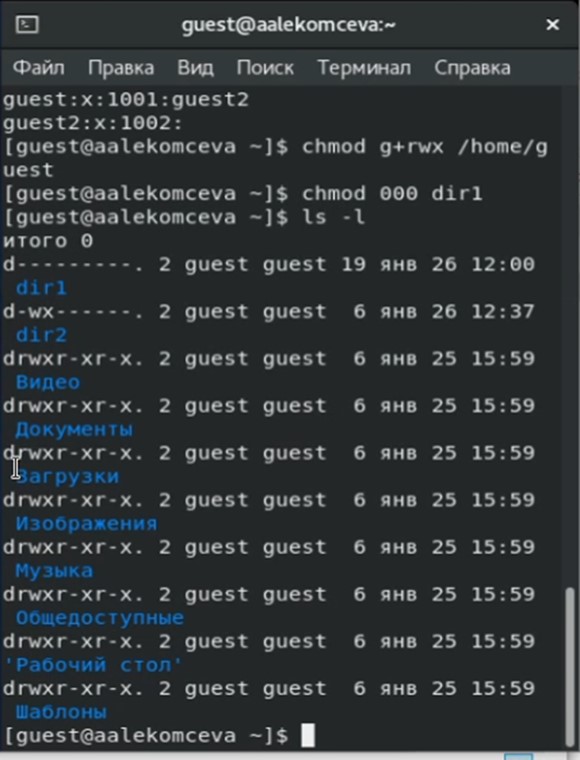 guest@aalekomceva:~
Файл Правка Вид Поиск Терминал Справка
guest:x:1001:guest2
guest2:x:1002:
[guest@aalekomceva ~]$ chmod g+rwx /home/g
uest
[guest@aalekomceva ~]$ chmod 000 dir1
[guest@aalekomceva ~]$ ls -l
итого 0
d---------. 2 guest guest 19 янв 26 12:00
dir1
d-wx------. 2 guest guest  6 янв 26 12:37
dir2
drwxr-xr-x. 2 guest guest  6 янв 25 15:59
Видео
drwxr-xr-x. 2 guest guest  6 янв 25 15:59
Документы
drwxr-xr-x. 2 guest guest  6 янв 25 15:59
Загрузки
drwxr-xr-x. 2 guest guest  6 янв 25 15:59
Изображения
drwxr-xr-x. 2 guest guest  6 янв 25 15:59
Музыка
drwxr-xr-x. 2 guest guest  6 янв 25 15:59
Общедоступные
drwxr-xr-x. 2 guest guest  6 янв 25 15:59
'Рабочий стол'
drwxr-xr-x. 2 guest guest  6 янв 25 15:59
Шаблоны
[guest@aalekomceva ~]$